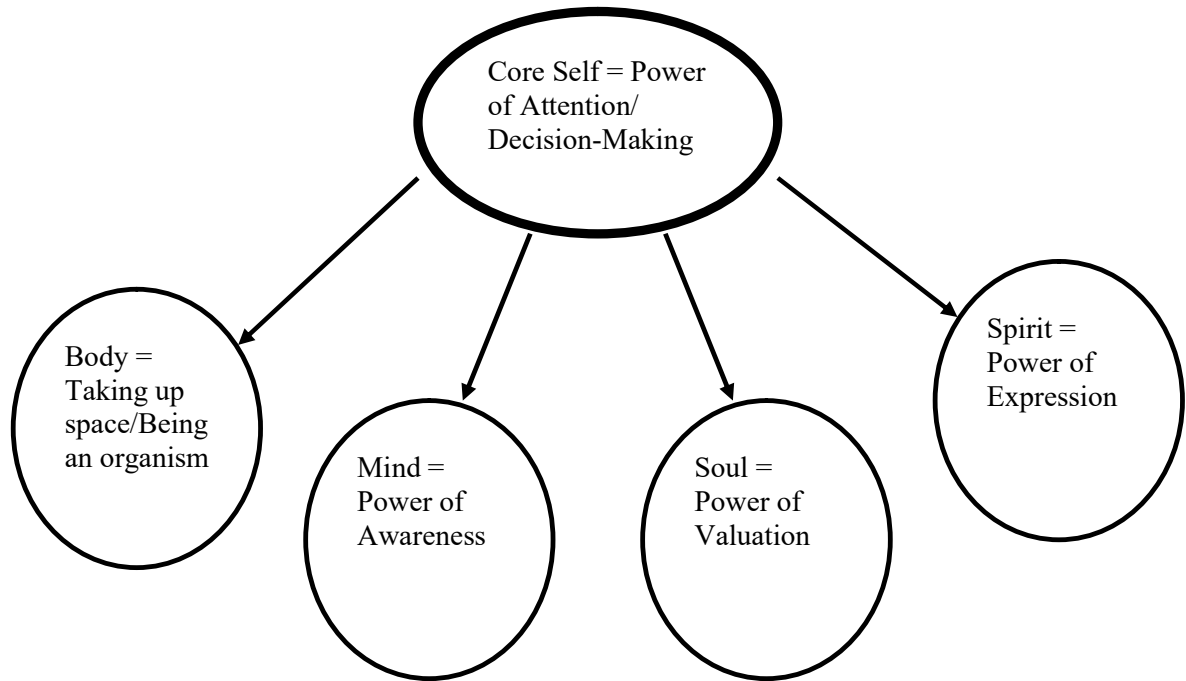 Core Self = Power
of Attention/
Decision-Making
Body =
Taking up
space/Being
an organism
Mind =
Power of
Awareness
Soul =
Power of
Valuation
Spirit =
Power of
Expression